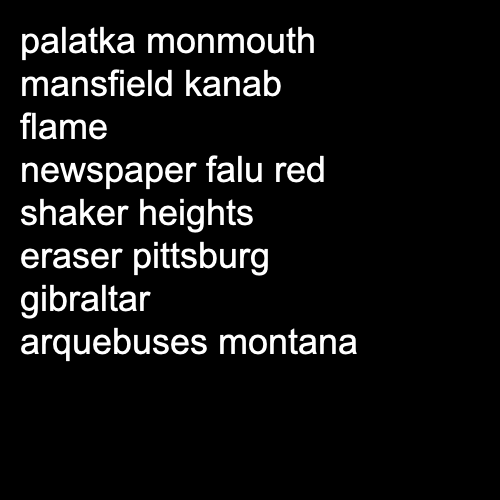 palatka monmouth
mansfield kanab
flame
newspaper falu red
shaker heights
eraser pittsburg
gibraltar
arquebuses montana